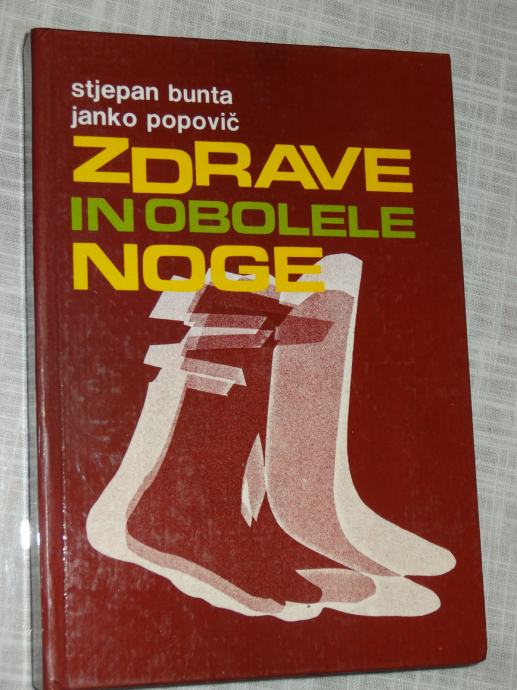 stjepan bunta
janko popovič
ZDRAVE
IN OBOLELE
NOGE